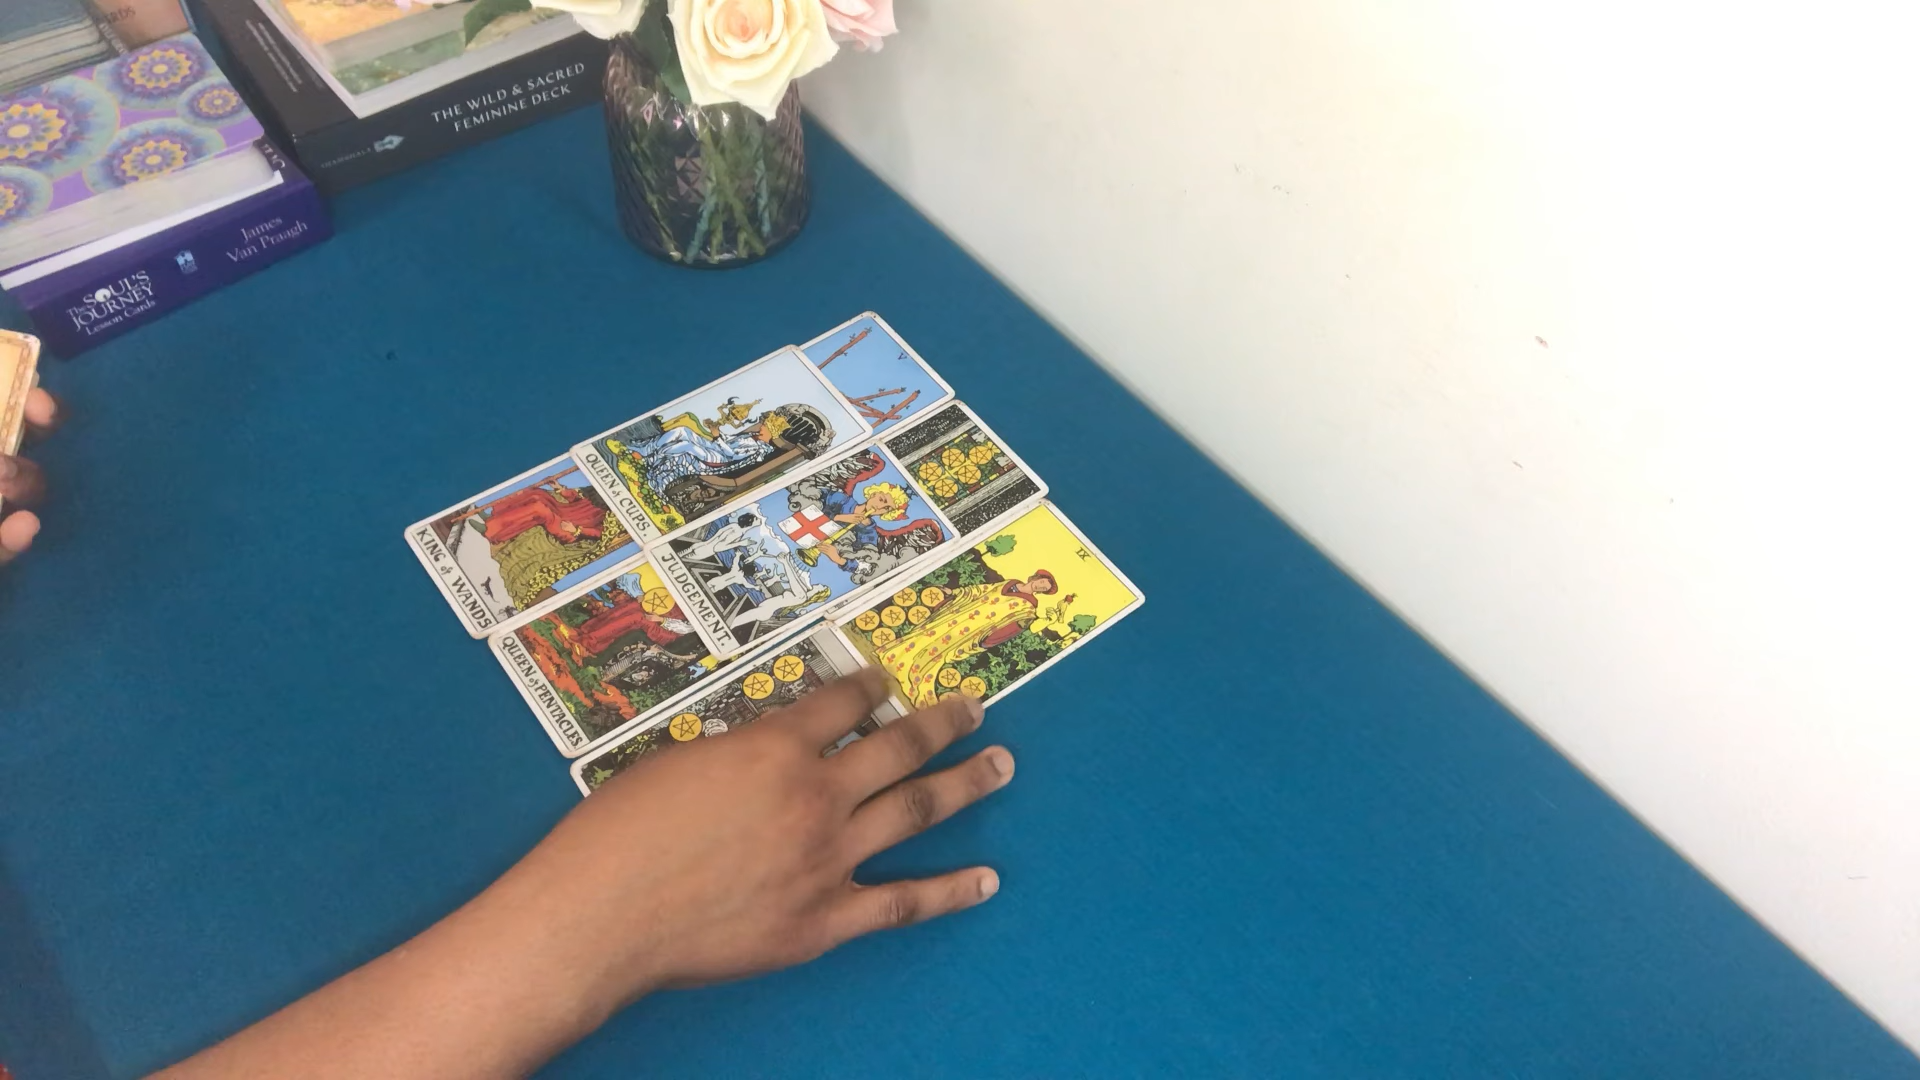 THE WILD & SACRED
FEMININE DECK
James
Van Praagh
The
SOUL'S
JOURNEY
Lesson Cards
V
QUEEN of CUPS.
KING of WANDS
JUDGEMENT.
IX
QUEEN of PENTACLES.